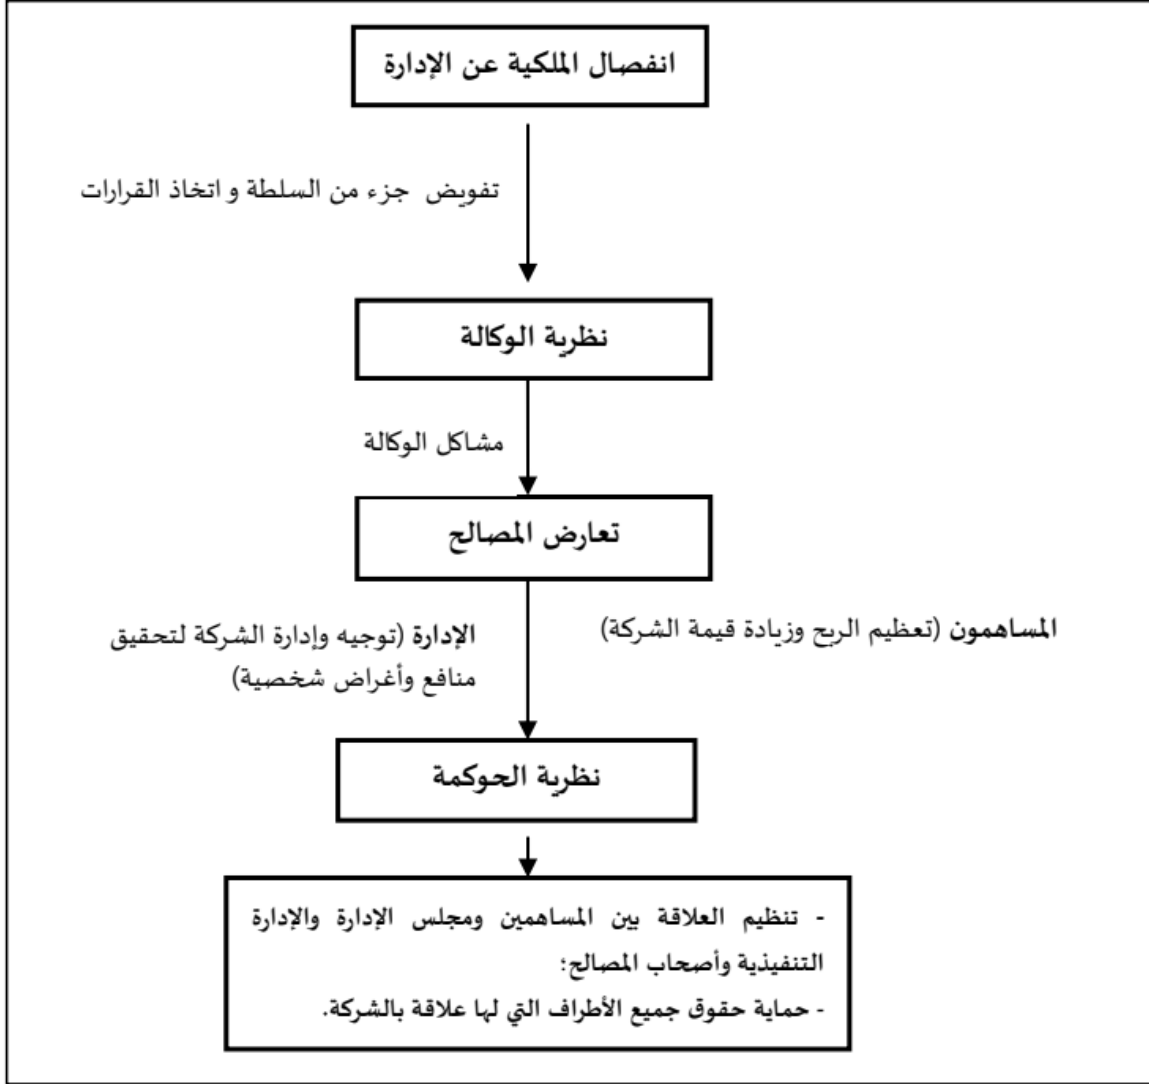 انفصال الملكية عن الإدارة
تفويض جزء من السلطة و اتخاذ القرارات
نظرية الوكالة
مشاكل الوكالة
تعارض المصالح
المساهمون (تعظيم الربح وزيادة قيمة الشركة)
الإدارة (توجيه وإدارة الشركة لتحقيق
منافع وأغراض شخصية)
نظرية الحوكمة
- تنظيم العلاقة بين المساهمين ومجلس الإدارة والإدارة
التنفيذية وأصحاب المصالح؛
- حماية حقوق جميع الأطراف التي لها علاقة بالشركة.